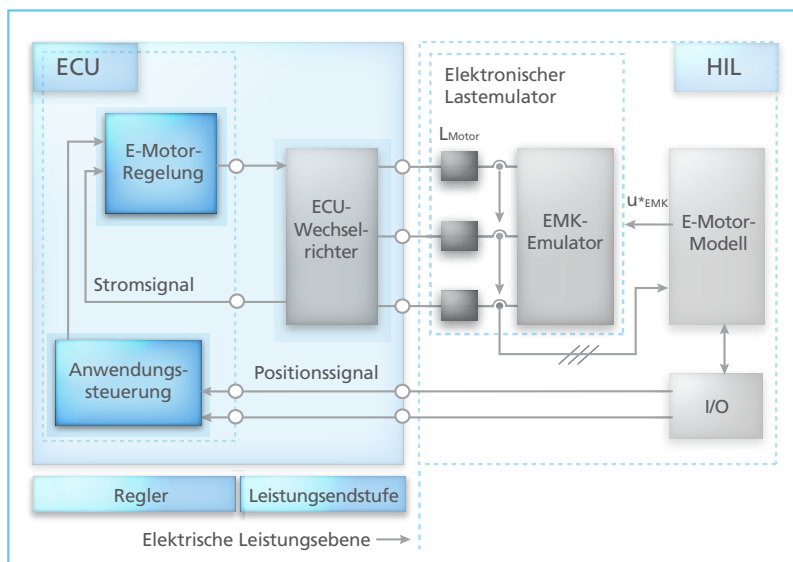 ECU
HIL
Elektronischer
Lastemulator
L Motor
E-Motor-
Regelung
ECU-
Wechsel-
richter
EMK-
Emulator
u*EMK
E-Motor-
Modell
Stromsignal
Anwendungs-
steuerung
Positionssignal
I/O
Regler
Leistungsendstufe
Elektrische Leistungsebene